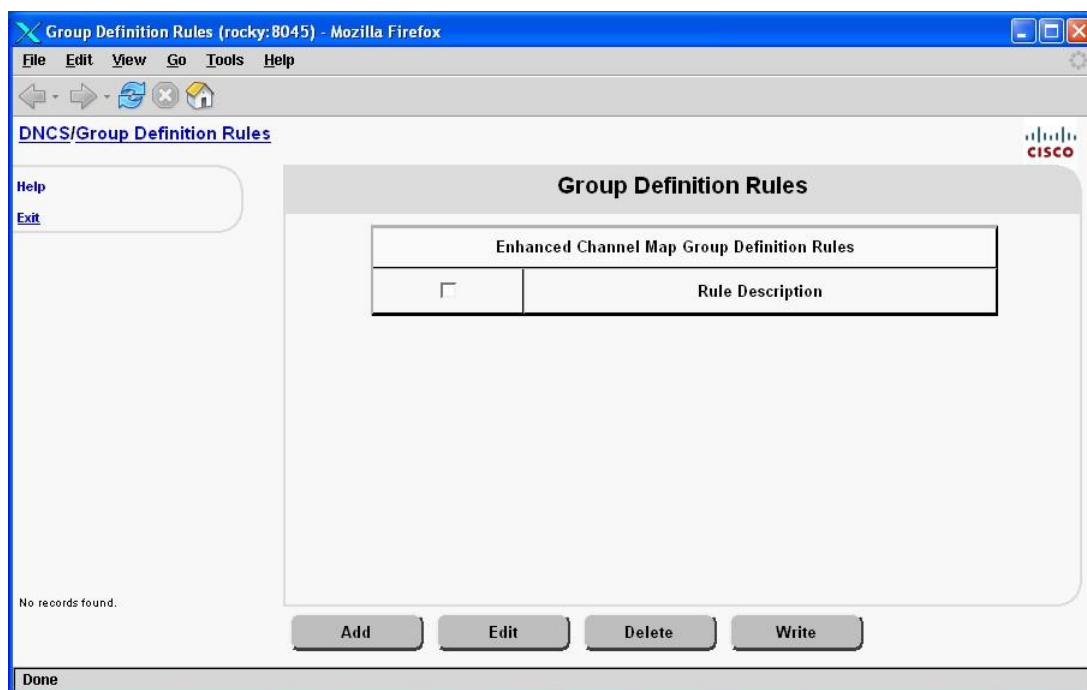 Group Definition Rules (rocky:8045) - Mozilla Firefox
File Edit View Go Tools Help
DNCS/Group Definition Rules
CISCO
Help
Exit
Group Definition Rules
Enhanced Channel Map Group Definition Rules
Rule Description
No records found.
Add Edit Delete Write
Done